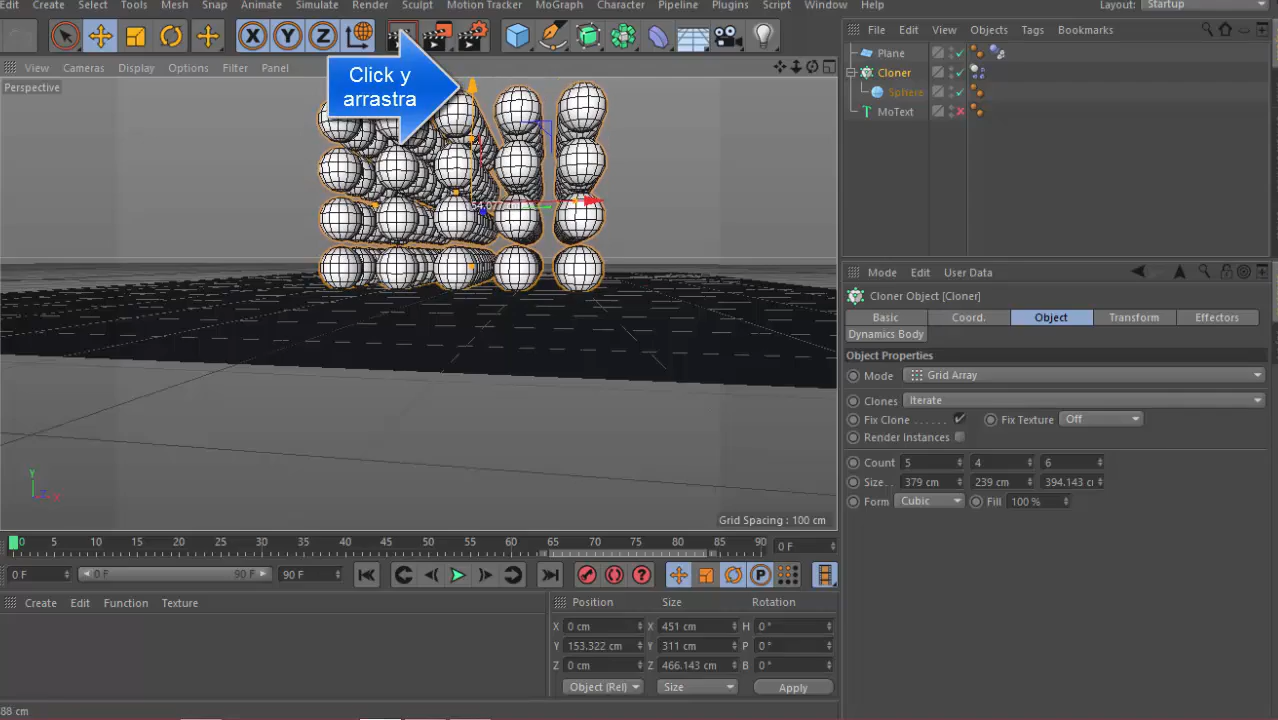 Edit Create Select Tools Mesh Snap Animate Simulate Render Sculpt Motion Tracker MoGraph Character Pipeline Plugins Script Window Help Layout: Startup
X Y Z
File Edit View Objects Tags Bookmarks
View Cameras Display Options Filter Panel
Perspective
Click y
arrastra
Plane
Cloner
Sphere
MoText
Mode Edit User Data
Cloner Object [Cloner]
Basic Coord. Object Transform Effectors
Dynamics Body
Object Properties
Mode Grid Array
Clones Iterate
Fix Clone ...... Fix Texture Off
Render Instances
Count 5 4 6
Size.. 379 cm 239 cm 394.143 c
Form Cubic Fill 100 %
Y
Z X
Grid Spacing : 100 cm
0 5 10 15 20 25 30 35 40 45 50 55 60 65 70 75 80 85 90 0 F
0 F 0 F 90 F 90 F
P
Create Edit Function Texture
Position Size Rotation
X 0 cm X 451 cm H 0 °
Y 153.322 cm Y 311 cm P 0 °
Z 0 cm Z 466.143 cm B 0 °
Object (Rel) Size Apply
88 cm